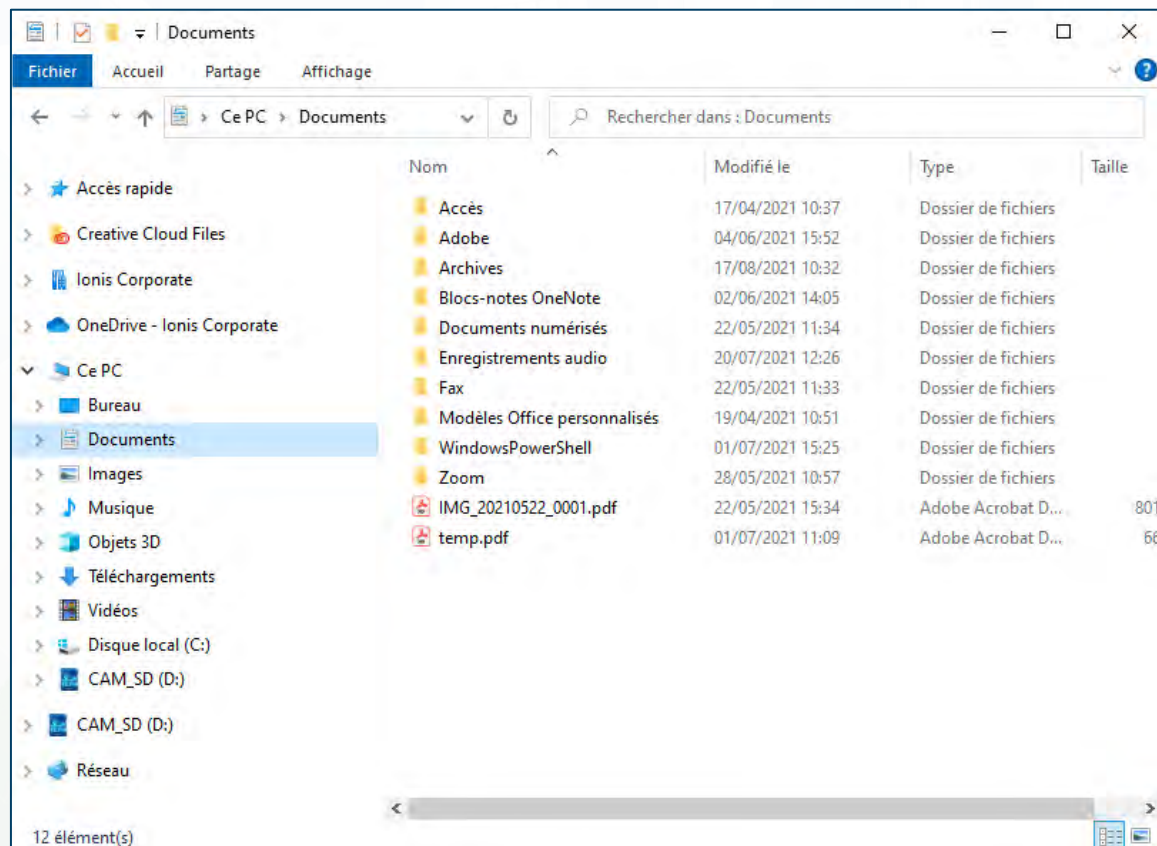 Documents
Fichier Accueil Partage Affichage
Ce PC > Documents
Rechercher dans : Documents
Accès rapide
Creative Cloud Files
Ionis Corporate
OneDrive - Ionis Corporate
Ce PC
Bureau
Documents
Images
Musique
Objets 3D
Téléchargements
Vidéos
Disque local (C:)
CAM_SD (D:)
CAM_SD (D:)
Réseau
Nom Modifié le Type Taille
Accès 17/04/2021 10:37 Dossier de fichiers
Adobe 04/06/2021 15:52 Dossier de fichiers
Archives 17/08/2021 10:32 Dossier de fichiers
Blocs-notes OneNote 02/06/2021 14:05 Dossier de fichiers
Documents numérisés 22/05/2021 11:34 Dossier de fichiers
Enregistrements audio 20/07/2021 12:26 Dossier de fichiers
Fax 22/05/2021 11:33 Dossier de fichiers
Modèles Office personnalisés 19/04/2021 10:51 Dossier de fichiers
WindowsPowerShell 01/07/2021 15:25 Dossier de fichiers
Zoom 28/05/2021 10:57 Dossier de fichiers
IMG_20210522_0001.pdf 22/05/2021 15:34 Adobe Acrobat D... 801
temp.pdf 01/07/2021 11:09 Adobe Acrobat D...
12 élément(s)